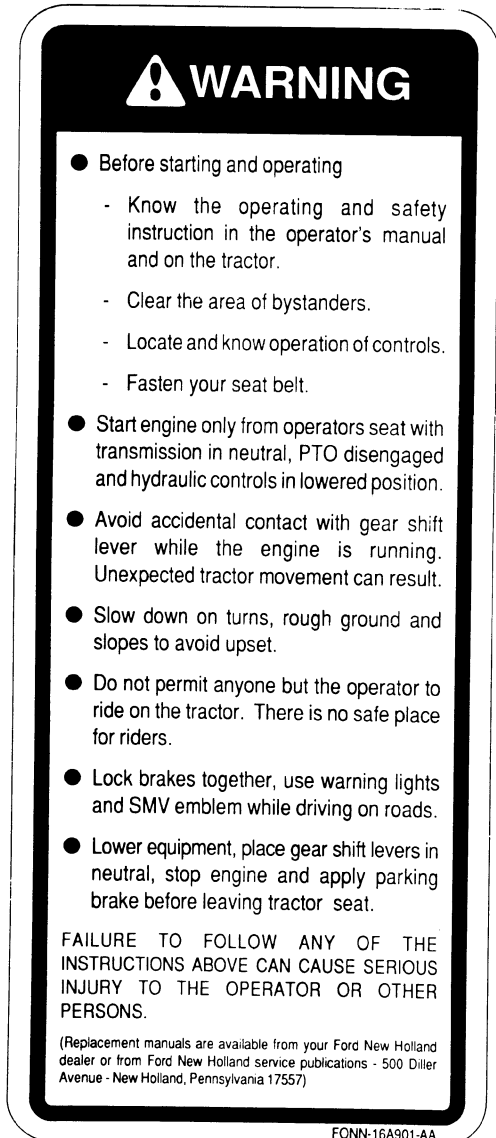 WARNING
● Before starting and operating
- Know the operating and safety
instruction in the operator's manual
and on the tractor.
- Clear the area of bystanders.
- Locate and know operation of controls.
- Fasten your seat belt.
● Start engine only from operators seat with
transmission in neutral, PTO disengaged
and hydraulic controls in lowered position.
● Avoid accidental contact with gear shift
lever while the engine is running.
Unexpected tractor movement can result.
● Slow down on turns, rough ground and
slopes to avoid upset.
● Do not permit anyone but the operator to
ride on the tractor. There is no safe place
for riders.
● Lock brakes together, use warning lights
and SMV emblem while driving on roads.
● Lower equipment, place gear shift levers in
neutral, stop engine and apply parking
brake before leaving tractor seat.
FAILURE TO FOLLOW ANY OF THE
INSTRUCTIONS ABOVE CAN CAUSE SERIOUS
INJURY TO THE OPERATOR OR OTHER
PERSONS.
(Replacement manuals are available from your Ford New Holland
dealer or from Ford New Holland service publications - 500 Diller
Avenue - New Holland, Pennsylvania 17557)
FONN-16A901-AA